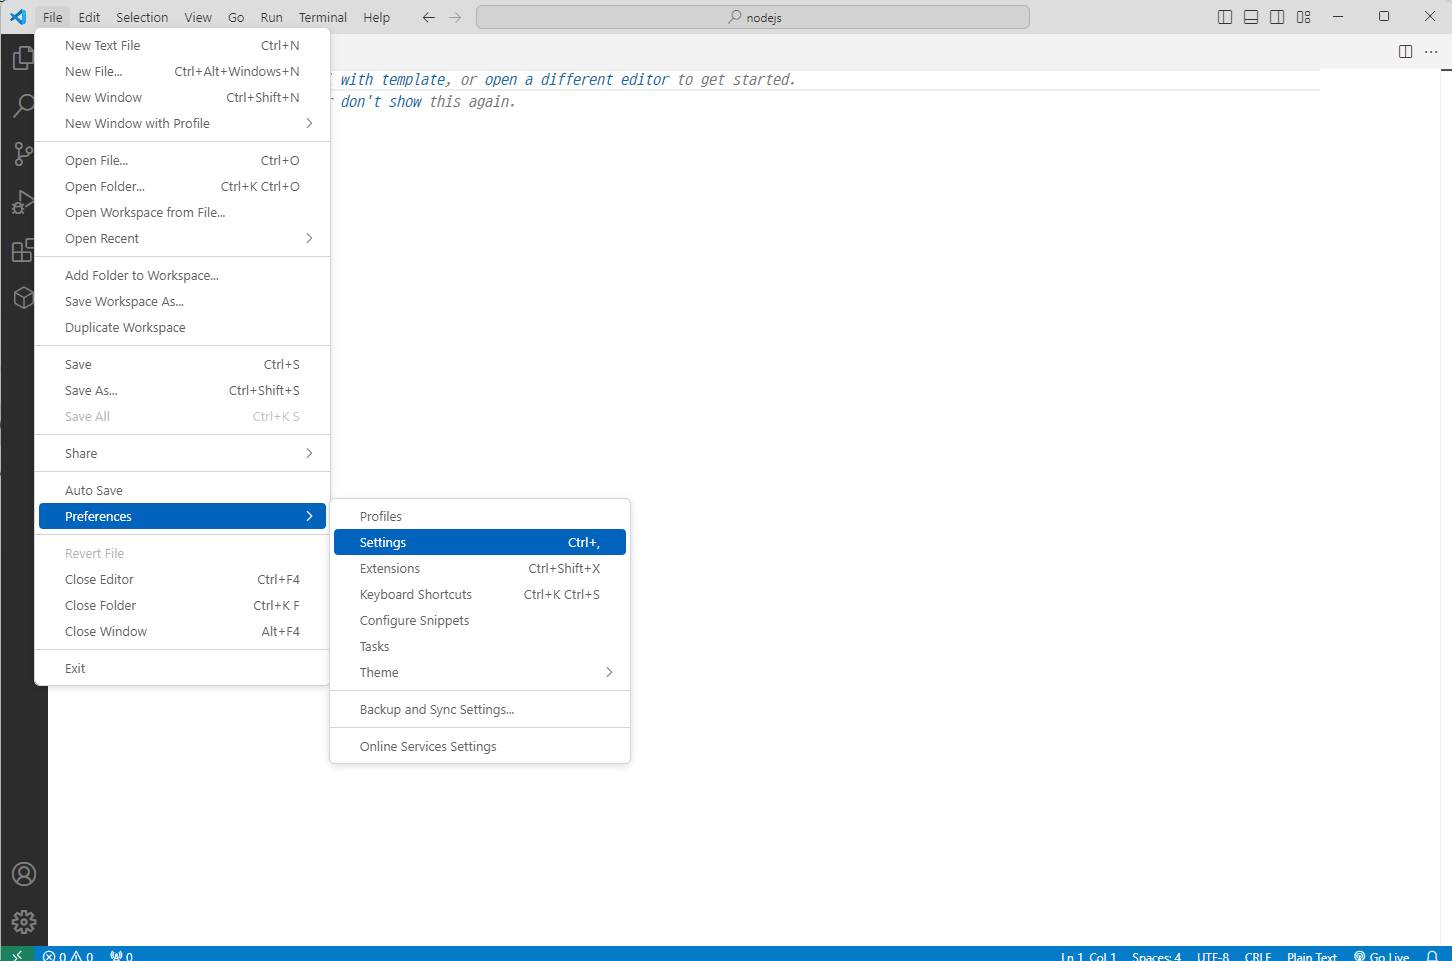 File Edit Selection View Go Run Terminal Help
nodejs
with template, or open a different editor to get started.
don't show this again.
New Text File Ctrl+N
New File... Ctrl+Alt+Windows+N
New Window Ctrl+Shift+N
New Window with Profile
Open File... Ctrl+O
Open Folder... Ctrl+K Ctrl+O
Open Workspace from File...
Open Recent
Add Folder to Workspace...
Save Workspace As...
Duplicate Workspace
Save Ctrl+S
Save As... Ctrl+Shift+S
Save All Ctrl+K S
Share
Auto Save
Preferences
Revert File
Close Editor Ctrl+F4
Close Folder Ctrl+K F
Close Window Alt+F4
Exit
Profiles
Settings Ctrl+,
Extensions Ctrl+Shift+X
Keyboard Shortcuts Ctrl+K Ctrl+S
Configure Snippets
Tasks
Theme
Backup and Sync Settings...
Online Services Settings
0 0 0 Ln 1, Col 1 Spaces: 4 UTF-8 CRLF Plain Text Go Live